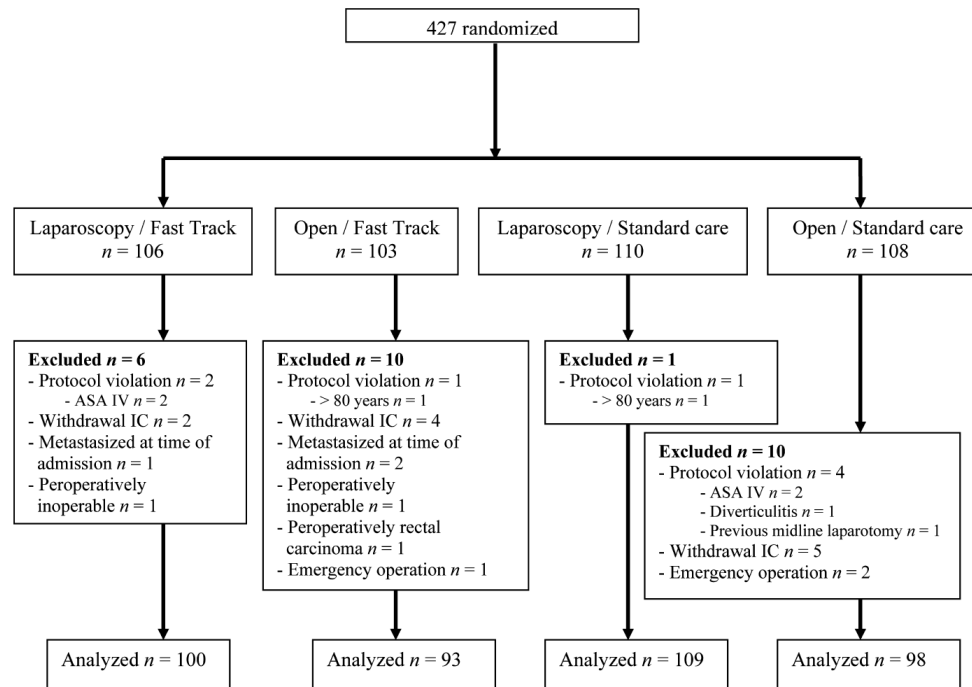 427 randomized
Laparoscopy / Fast Track
n = 106
Open / Fast Track
n = 103
Laparoscopy / Standard care
n = 110
Open / Standard care
n = 108
Excluded n = 6
- Protocol violation n = 2
- ASA IV n = 2
- Withdrawal IC n = 2
- Metastasized at time of
admission n = 1
- Peroperatively
inoperable n = 1
Excluded n = 10
- Protocol violation n = 1
- > 80 years n = 1
- Withdrawal IC n = 4
- Metastasized at time of
admission n = 2
- Peroperatively
inoperable n = 1
- Peroperatively rectal
carcinoma n = 1
- Emergency operation n = 1
Excluded n = 1
- Protocol violation n = 1
- > 80 years n = 1
Excluded n = 10
- Protocol violation n = 4
- ASA IV n = 2
- Diverticulitis n = 1
- Previous midline laparotomy n = 1
- Withdrawal IC n = 5
- Emergency operation n = 2
Analyzed n = 100
Analyzed n = 93
Analyzed n = 109
Analyzed n = 98